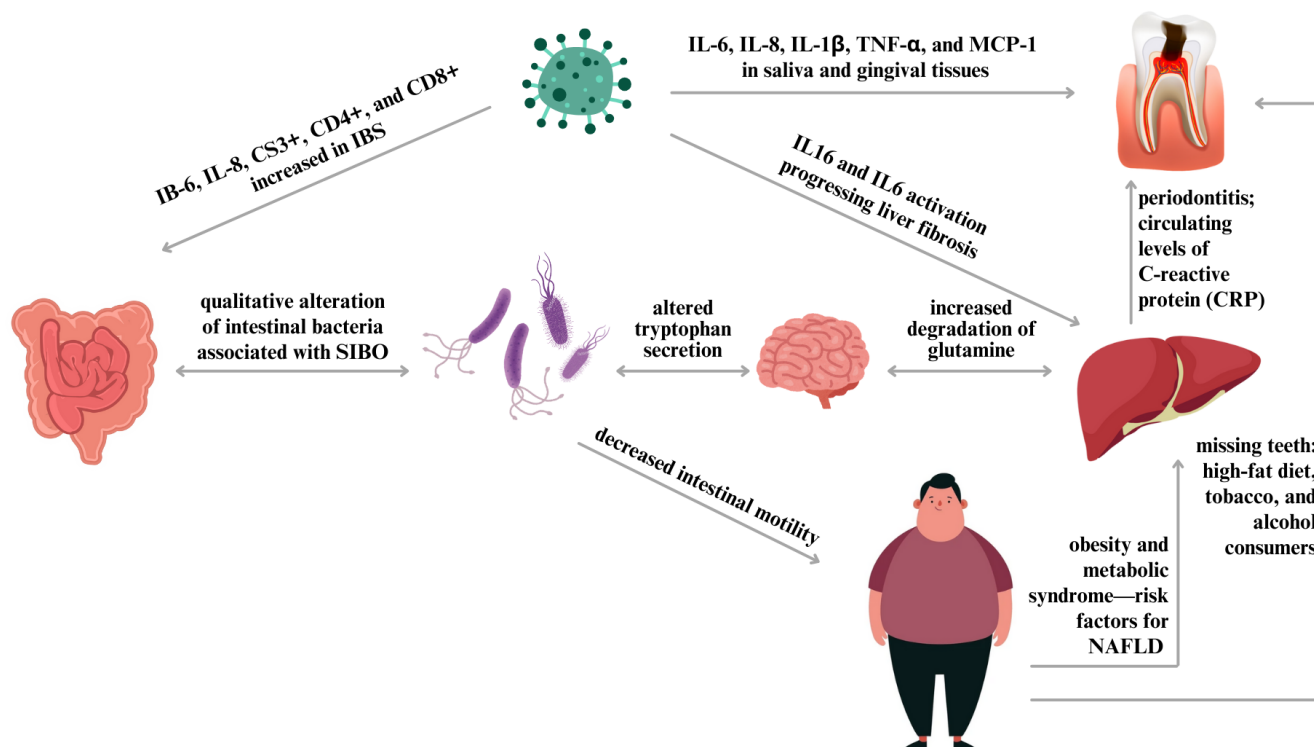 IL-6, IL-8, IL-1β, TNF-α, and MCP-1
in saliva and gingival tissues
IB-6, IL-8, CS3+, CD4+, and CD8+
increased in IBS
IL16 and IL6 activation
progressing liver fibrosis
periodontitis;
circulating
levels of
C-reactive
protein (CRP)
qualitative alteration
of intestinal bacteria
associated with SIBO
altered
tryptophan
secretion
increased
degradation of
glutamine
decreased intestinal motility
missing teeth:
high-fat diet,
tobacco, and
alcohol
consumers
obesity and
metabolic
syndrome—risk
factors for
NAFLD